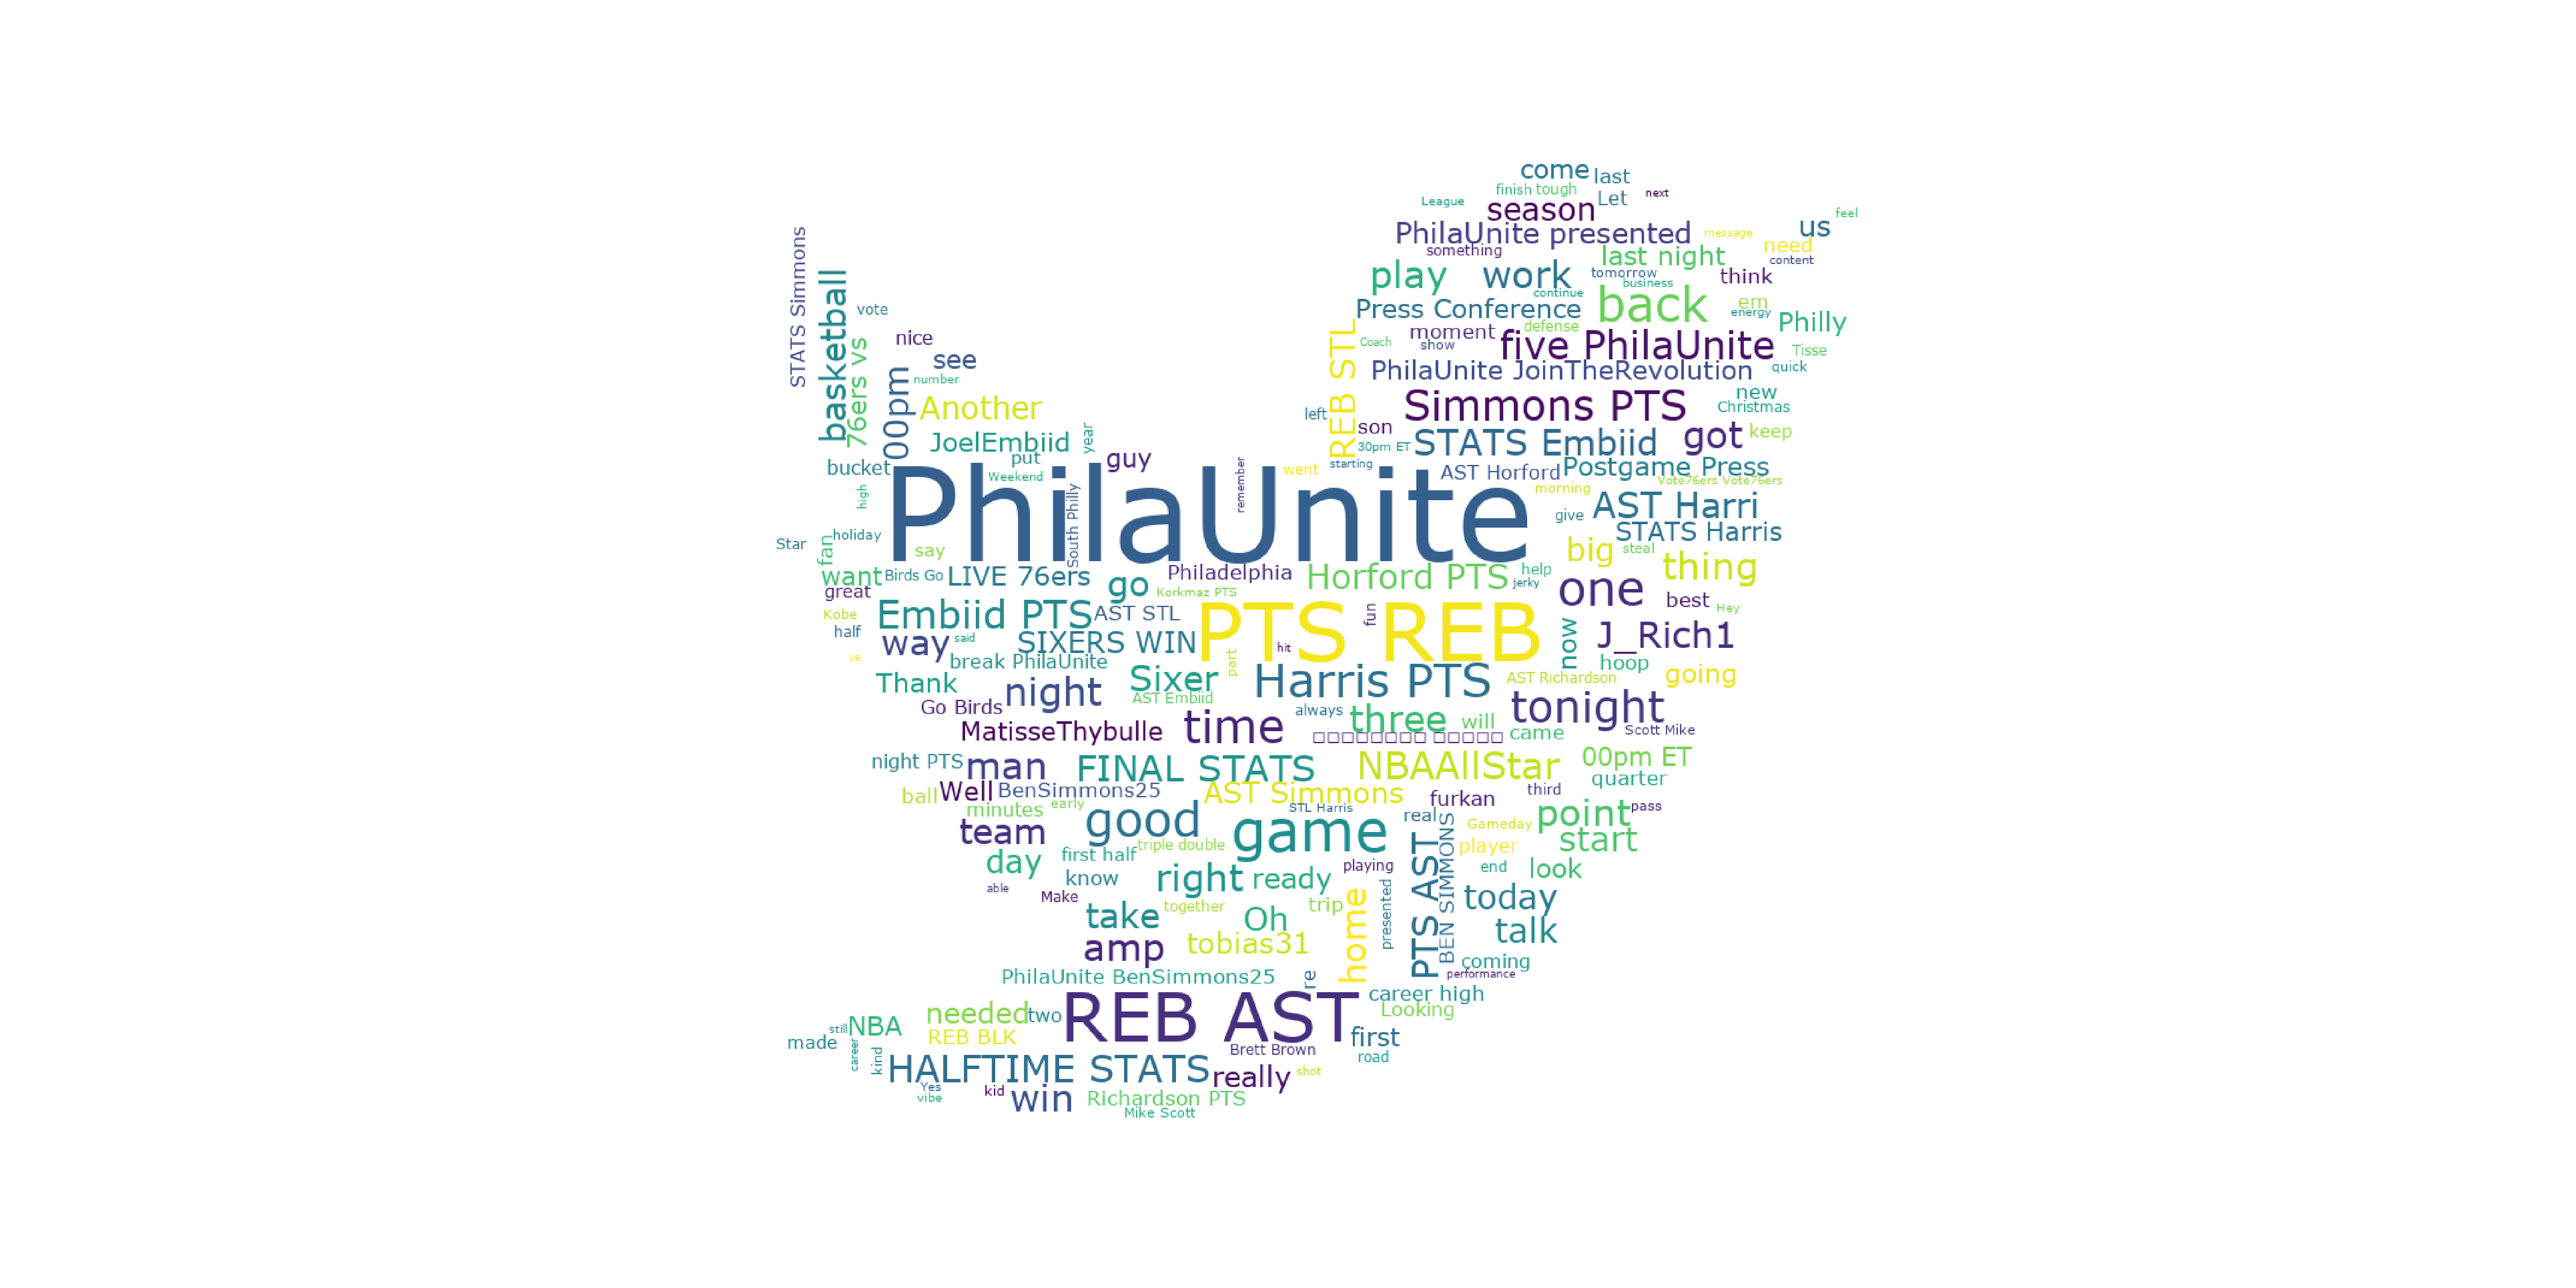 come
last
finish
tough
League
Let
next
season
feel
PhilaUnite presented
message
us
STATS Simmons
something
last night
need
content
basketball
play
work
tomorrow
think
business
continue
back
em
energy
vote
Press Conference
Philly
nice
moment
defense
see
76ers vs
REB STL
Coach
show
five PhilaUnite
Tisse
number
00pm
PhilaUnite JoinTheRevolution
quick
Another
left
Simmons PTS
new
Christmas
son
JoelEmbiid
year
30pm ET
STATS Embiid
got
keep
bucket
put
guy
starting
Weekend
remember
went
AST Horford
Postgame Press
high
South Philly
PhilaUnite
morning
Vote76ers Vote76ers
AST Harri
give
holiday
STATS Harris
Star
fan
say
big
steal
want
Birds Go
LIVE 76ers
go
Philadelphia
Horford PTS
help
thing
great
Korkmaz PTS
jerky
one
Kobe
Embiid PTS
AST STL
PTS REB
fun
best
Hey
half
way
said
SIXERS WIN
hit
now
J_Rich1
ve
break PhilaUnite
part
hoop
Thank
night
Sixer
Harris PTS
AST Richardson
going
Go Birds
AST Embiid
always
three
will
tonight
MatisseThybulle
time
□□□□□□□□ □□□□□
came
Scott Mike
night PTS
man
FINAL STATS
NBAAllStar
00pm ET
quarter
ball
Well
BenSimmons25
AST Simmons
furkan
third
minutes
early
STL Harris
real
point
pass
team
good
game
Gameday
start
triple double
player
day
first half
playing
PTS AST
BEN SIMMONS
end
look
know
right
ready
able
Make
together
trip
home
presented
today
take
Oh
talk
amp
tobias31
coming
PhilaUnite BenSimmons25
re
performance
career high
needed
two
REB AST
Looking
still
NBA
REB BLK
first
made
career
kind
Brett Brown
road
HALFTIME STATS
really
shot
Yes
vibe
kid
win
Richardson PTS
Mike Scott